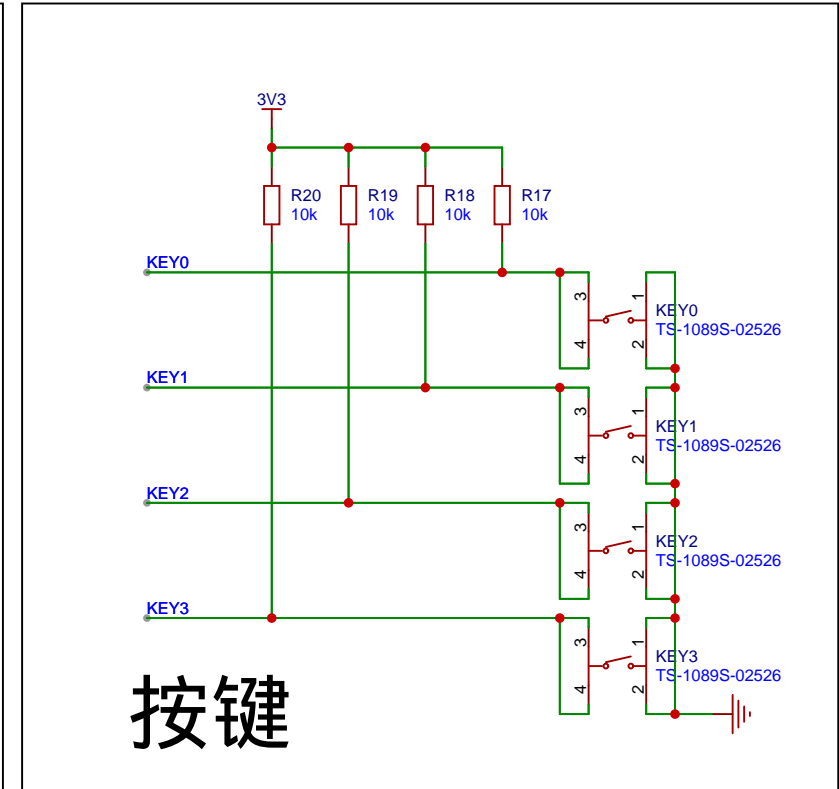 3V3
R20 R19 R18 R17
10k 10k 10k 10k
KEY0
3 1 KEY0
TS-1089S-02526
4 2
KEY1
3 1 KEY1
TS-1089S-02526
4 2
KEY2
3 1 KEY2
TS-1089S-02526
4 2
KEY3
3 1 KEY3
TS-1089S-02526
4 2
按键